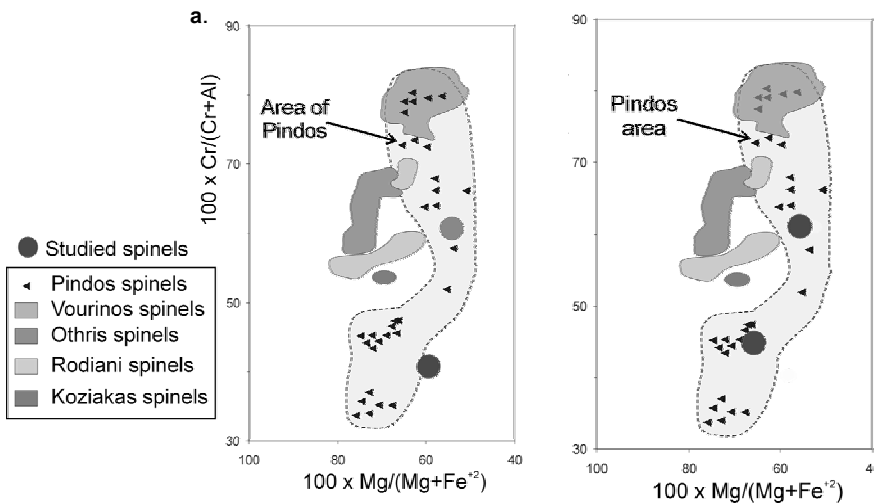 a.
90
70
50
30
100
80
60
40
100 x Cr/(Cr+Al)
100 x Mg/(Mg+Fe⁺²)
Area of
Pindos
Studied spinels
Pindos spinels
Vourinos spinels
Othris spinels
Rodiani spinels
Koziakas spinels
90
70
50
30
100
80
60
40
100 x Mg/(Mg+Fe⁺²)
Pindos
area